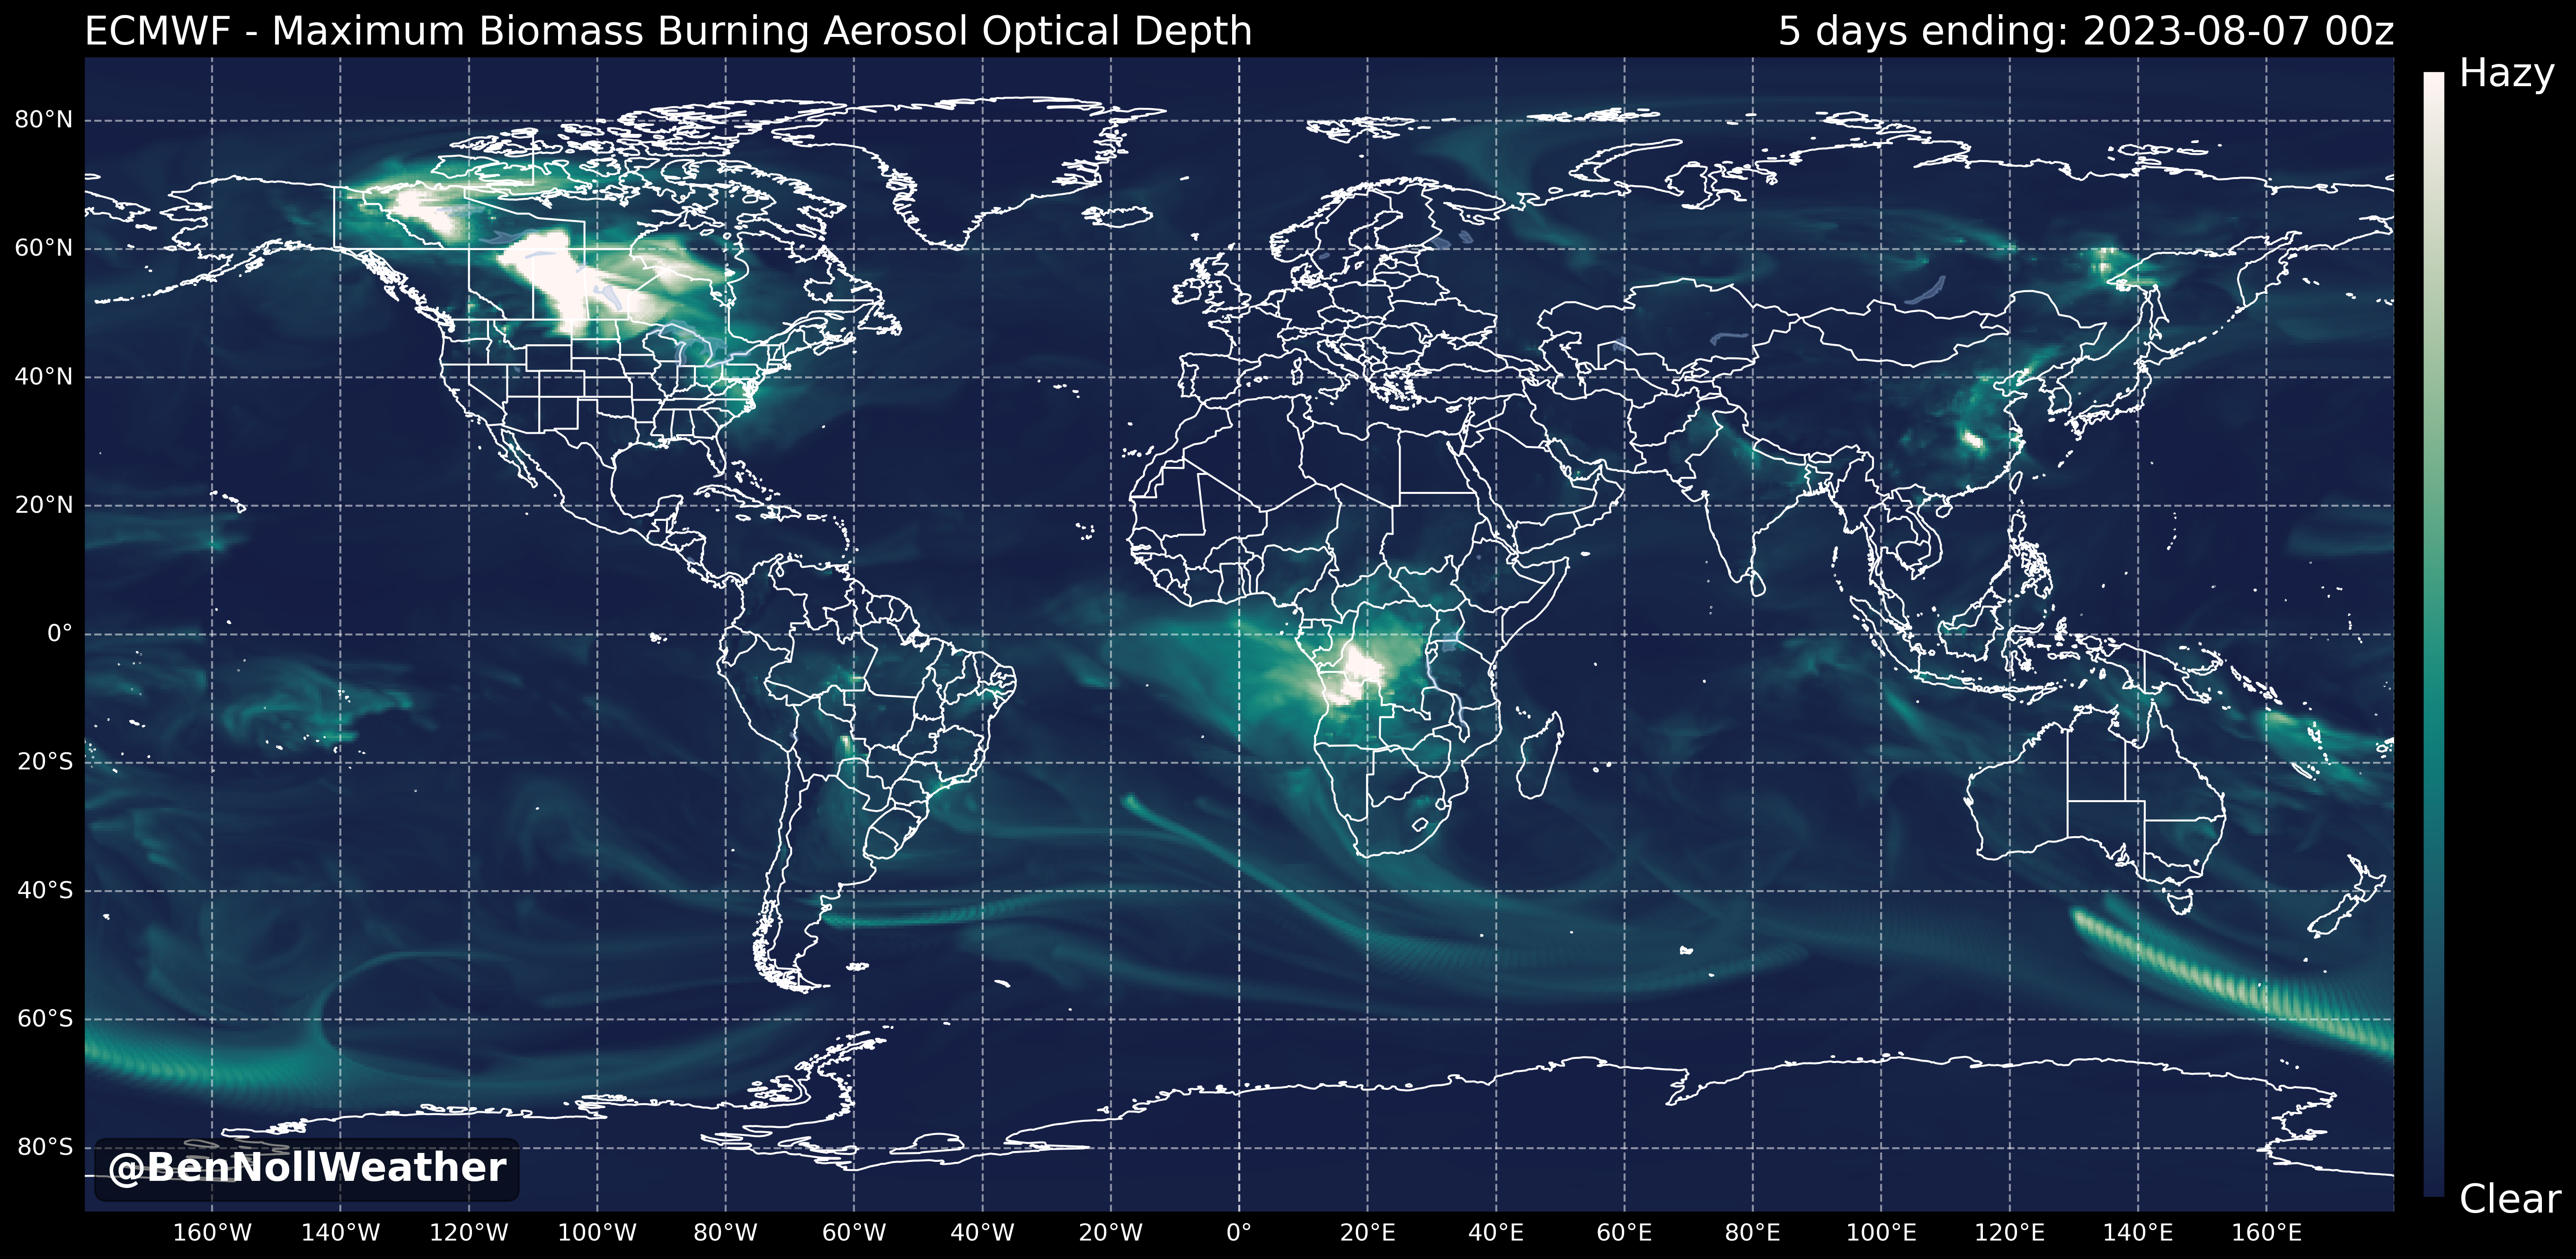 ECMWF - Maximum Biomass Burning Aerosol Optical Depth
5 days ending: 2023-08-07 00z
Hazy
80°N
60°N
40°N
20°N
0°
20°S
40°S
60°S
80°S
@BenNollWeather
Clear
160°W 140°W 120°W 100°W 80°W 60°W 40°W 20°W 0° 20°E 40°E 60°E 80°E 100°E 120°E 140°E 160°E